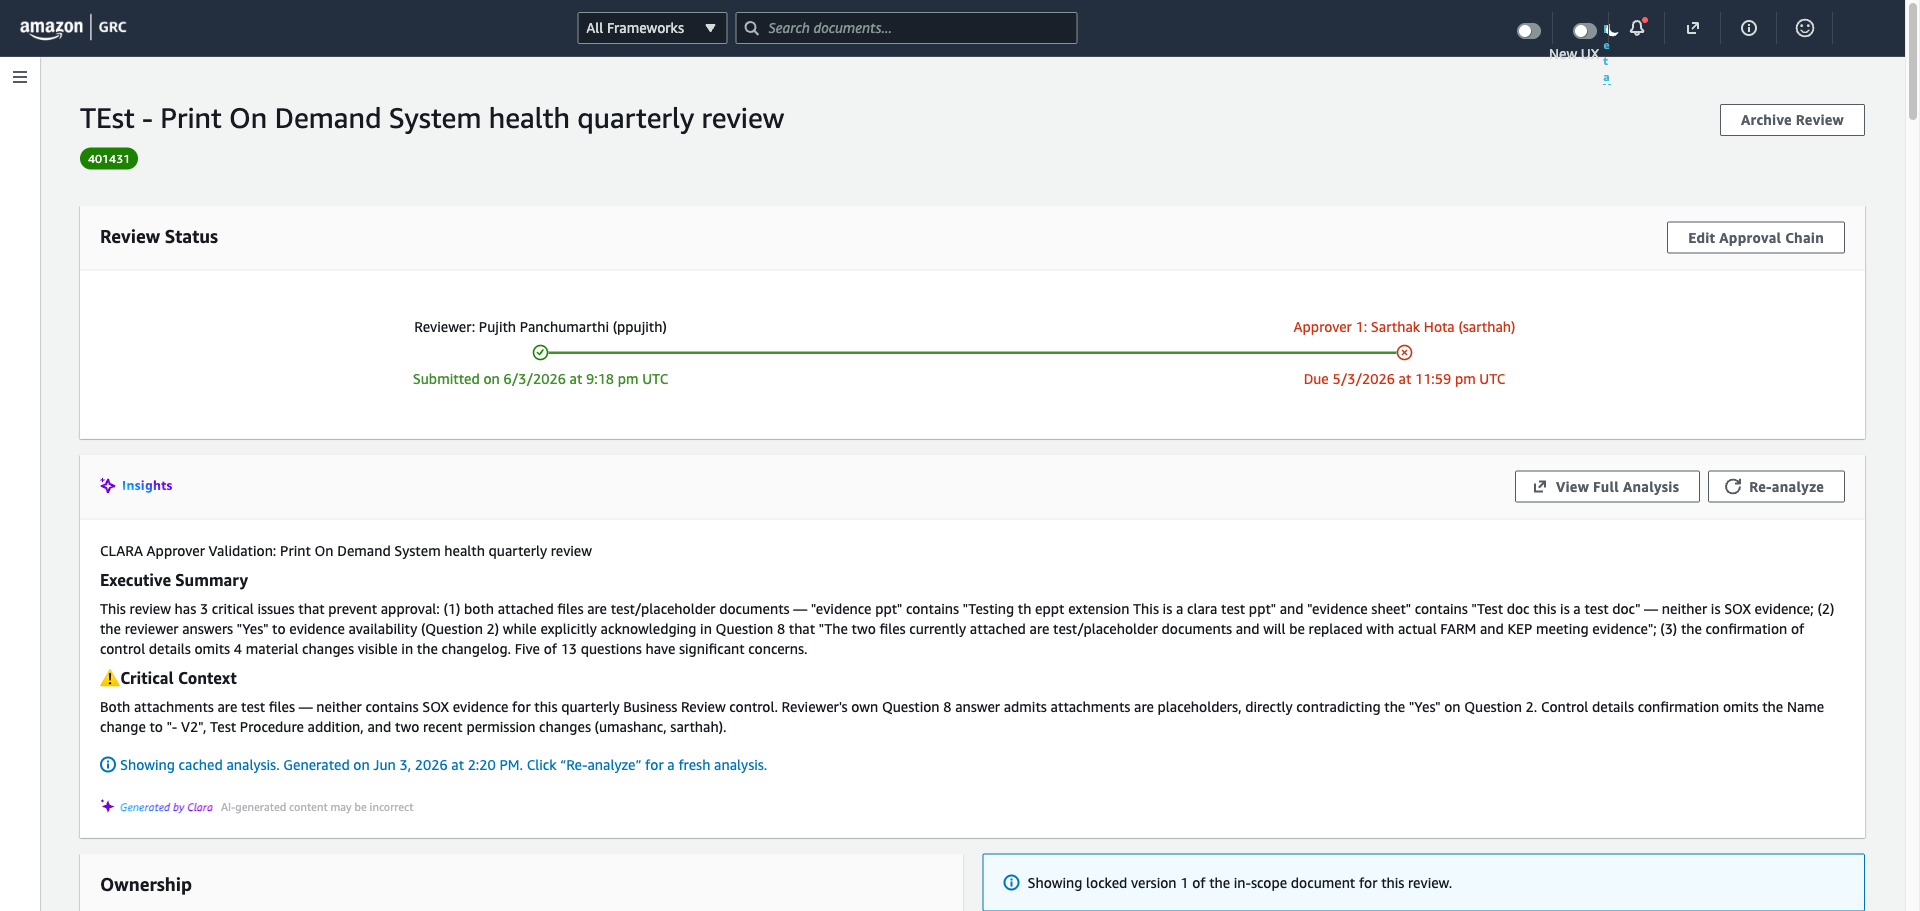 amazon GRC
All Frameworks
Search documents...
New UX
Beta
TEst - Print On Demand System health quarterly review
Archive Review
401431
Review Status
Edit Approval Chain
Reviewer: Pujith Panchumarthi (ppujith)
Approver 1: Sarthak Hota (sarthah)
Submitted on 6/3/2026 at 9:18 pm UTC
Due 5/3/2026 at 11:59 pm UTC
Insights
View Full Analysis
Re-analyze
CLARA Approver Validation: Print On Demand System health quarterly review
Executive Summary
This review has 3 critical issues that prevent approval: (1) both attached files are test/placeholder documents — "evidence ppt" contains "Testing th eppt extension This is a clara test ppt" and "evidence sheet" contains "Test doc this is a test doc" — neither is SOX evidence; (2)
the reviewer answers "Yes" to evidence availability (Question 2) while explicitly acknowledging in Question 8 that "The two files currently attached are test/placeholder documents and will be replaced with actual FARM and KEP meeting evidence"; (3) the confirmation of
control details omits 4 material changes visible in the changelog. Five of 13 questions have significant concerns.
Critical Context
Both attachments are test files — neither contains SOX evidence for this quarterly Business Review control. Reviewer's own Question 8 answer admits attachments are placeholders, directly contradicting the "Yes" on Question 2. Control details confirmation omits the Name
change to "- V2", Test Procedure addition, and two recent permission changes (umashanc, sarthah).
Showing cached analysis. Generated on Jun 3, 2026 at 2:20 PM. Click “Re-analyze” for a fresh analysis.
Generated by Clara AI-generated content may be incorrect
Ownership
Showing locked version 1 of the in-scope document for this review.